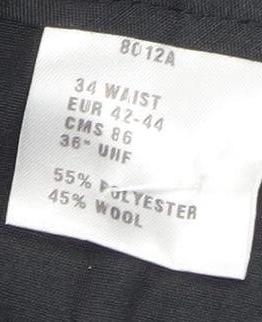 8012A
34 WAIST
EUR 42-44
CMS 86
36" UHF
55% POLYESTER
45% WOOL